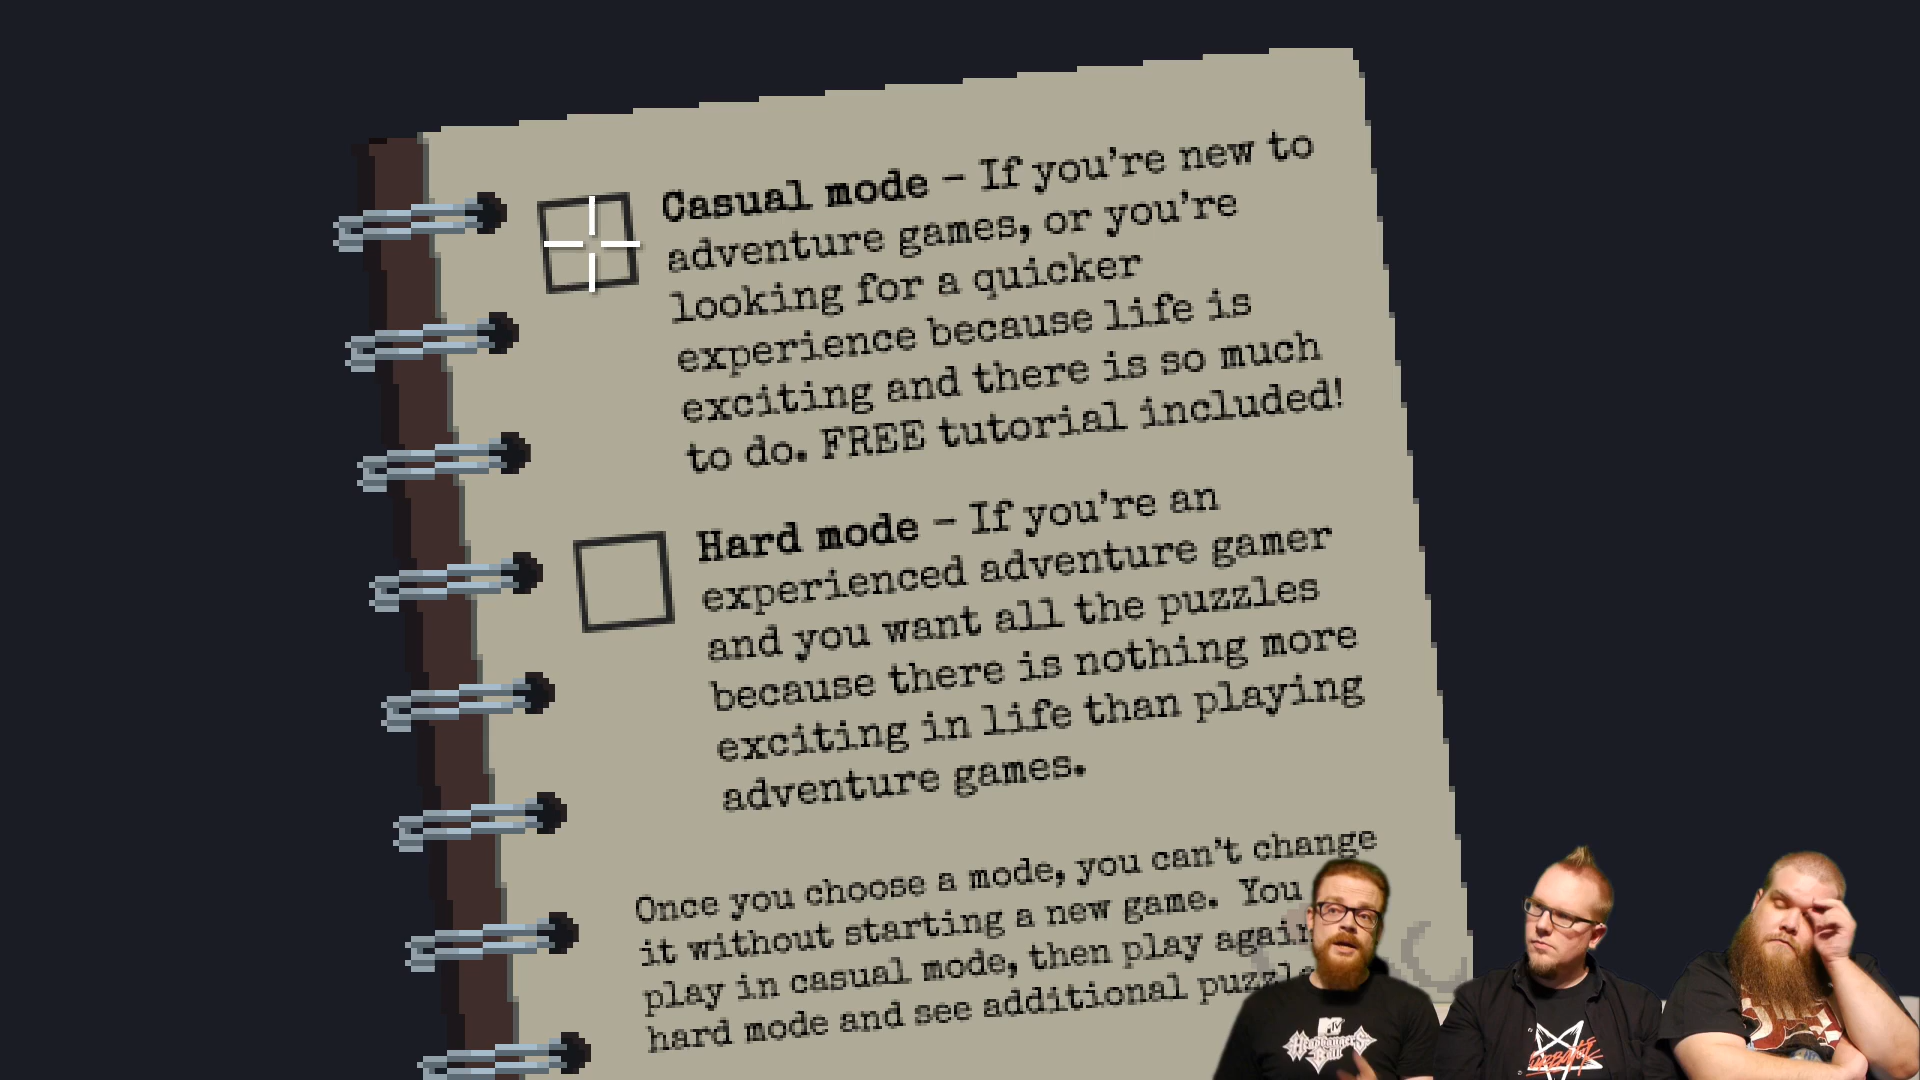 Casual mode – If you're new to
adventure games, or you're
looking for a quicker
experience because life is
exciting and there is so much
to do. FREE tutorial included!
Hard mode – If you're an
experienced adventure gamer
and you want all the puzzles
because there is nothing more
exciting in life than playing
adventure games.
Once you choose a mode, you can't change
it without starting a new game. You
play in casual mode, then play again
hard mode and see additional
MTV
Headbangers
Ball